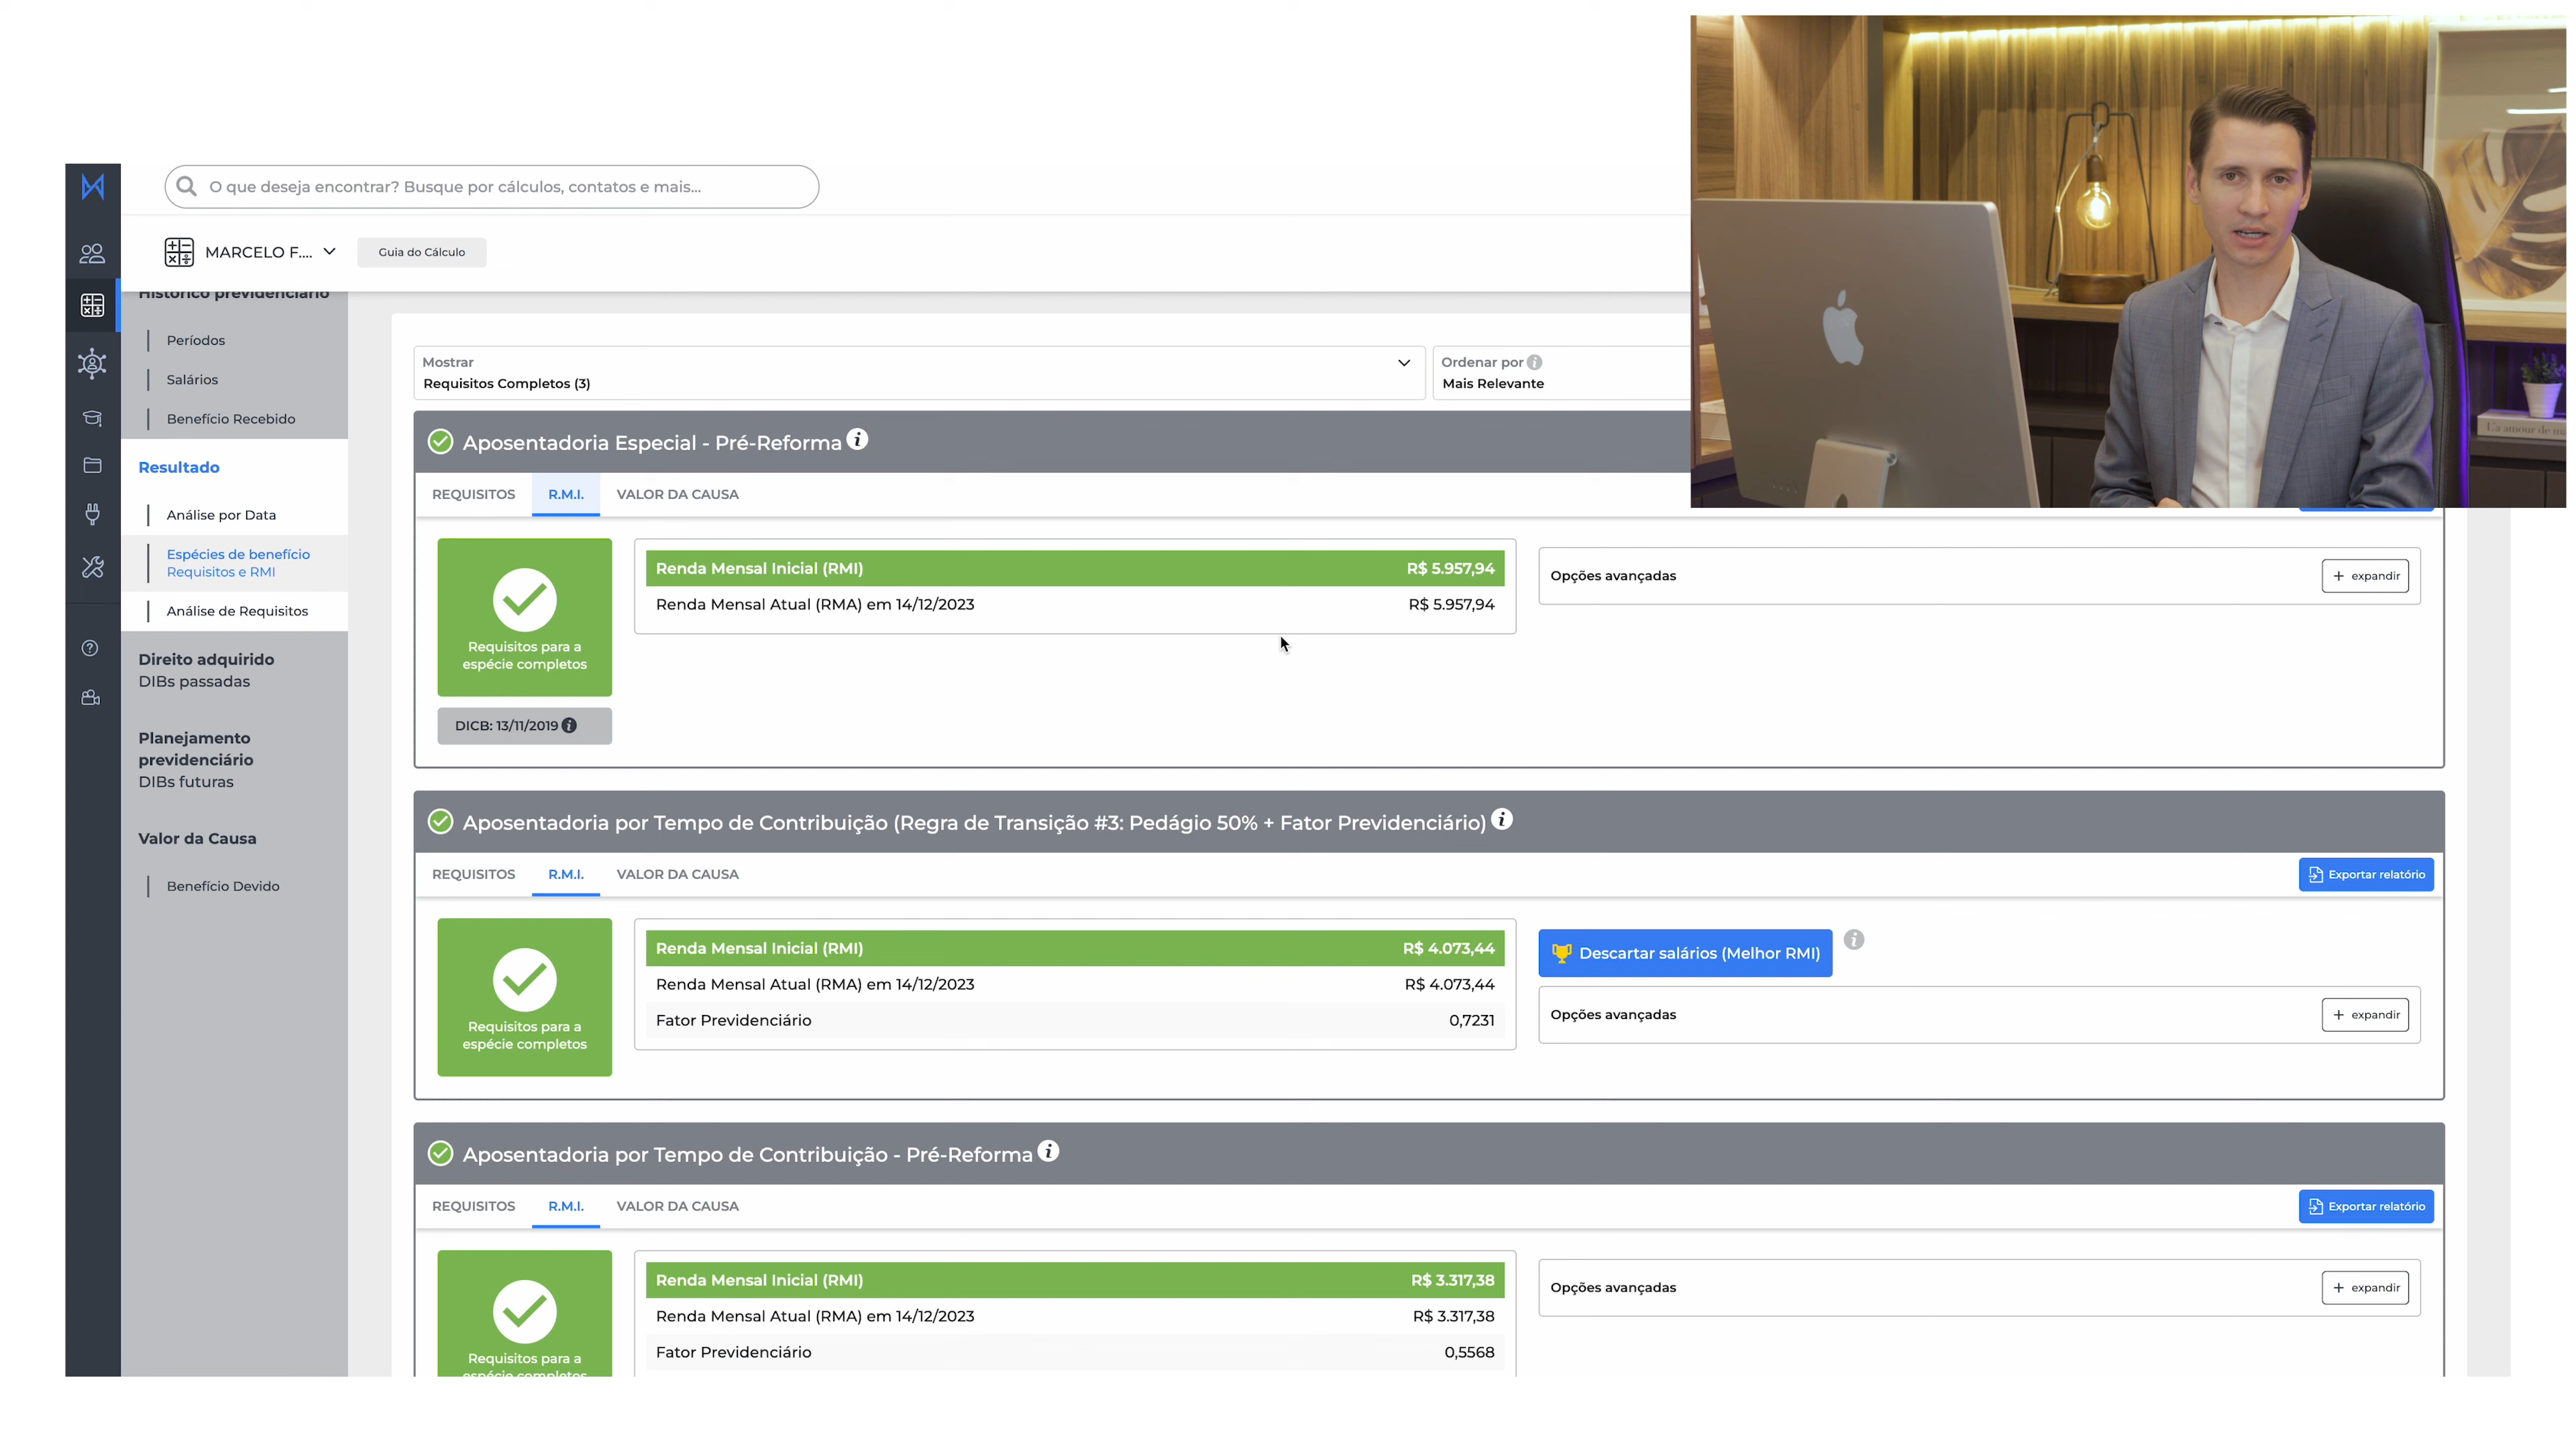 O que deseja encontrar? Busque por cálculos, contatos e mais...
MARCELO F....
Guia do Cálculo
Histórico previdenciário
Períodos
Salários
Benefício Recebido
Resultado
Análise por Data
Espécies de benefício
Requisitos e RMI
Análise de Requisitos
Direito adquirido
DIBs passadas
Planejamento
previdenciário
DIBs futuras
Valor da Causa
Benefício Devido
Mostrar
Requisitos Completos (3)
Ordenar por
Mais Relevante
Aposentadoria Especial - Pré-Reforma
REQUISITOS R.M.I. VALOR DA CAUSA
Requisitos para a
espécie completos
DICB: 13/11/2019
Renda Mensal Inicial (RMI) R$ 5.957,94
Renda Mensal Atual (RMA) em 14/12/2023 R$ 5.957,94
Opções avançadas + expandir
Aposentadoria por Tempo de Contribuição (Regra de Transição #3: Pedágio 50% + Fator Previdenciário)
REQUISITOS R.M.I. VALOR DA CAUSA
Exportar relatório
Requisitos para a
espécie completos
Renda Mensal Inicial (RMI) R$ 4.073,44
Renda Mensal Atual (RMA) em 14/12/2023 R$ 4.073,44
Fator Previdenciário 0,7231
Descartar salários (Melhor RMI)
Opções avançadas + expandir
Aposentadoria por Tempo de Contribuição - Pré-Reforma
REQUISITOS R.M.I. VALOR DA CAUSA
Exportar relatório
Requisitos para a
espécie completos
Renda Mensal Inicial (RMI) R$ 3.317,38
Renda Mensal Atual (RMA) em 14/12/2023 R$ 3.317,38
Fator Previdenciário 0,5568
Opções avançadas + expandir